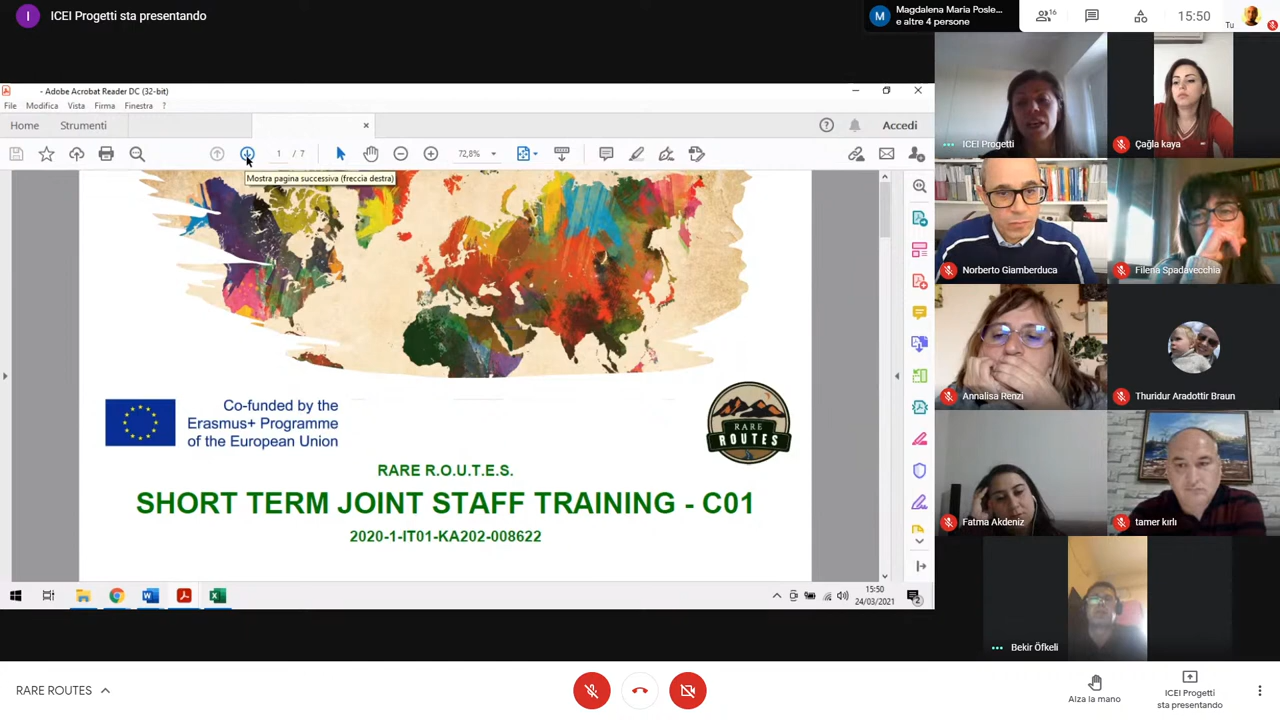 I
ICEI Progetti sta presentando
M
Magdalena Maria Posle...
e altre 4 persone
16
15:50
Tu
- Adobe Acrobat Reader DC (32-bit)
File Modifica Vista Firma Finestra ?
Home Strumenti
Accedi
1 / 7
72,8%
Mostra pagina successiva (freccia destra)
Co-funded by the
Erasmus+ Programme
of the European Union
RARE
ROUTES
RARE R.O.U.T.E.S.
SHORT TERM JOINT STAFF TRAINING - C01
2020-1-IT01-KA202-008622
15:50
24/03/2021
2
ICEI Progetti
Çağla kaya
Norberto Giamberduca
Filena Spadavecchia
Annalisa Renzi
Thuridur Aradottir Braun
Fatma Akdeniz
tamer kırlı
Bekir Öfkeli
RARE ROUTES
Alza la mano
ICEI Progetti
sta presentando